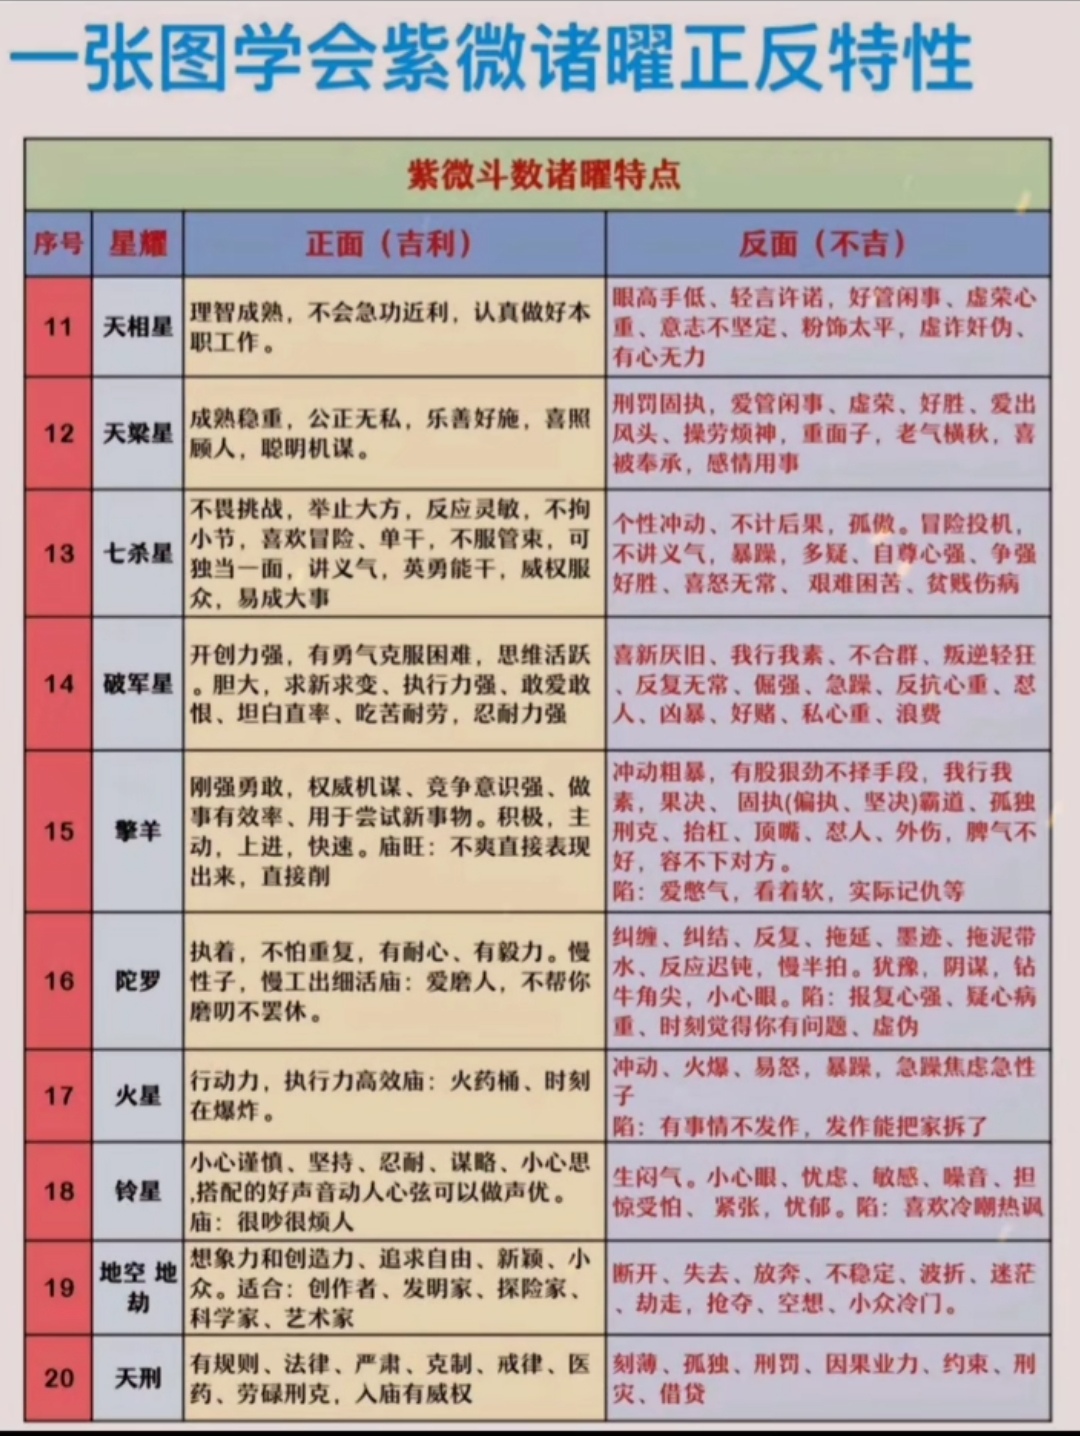 一张图学会紫微诸曜正反特性
紫微斗数诸曜特点
序号 星耀 正面（吉利） 反面（不吉）
11 天相星
理智成熟，不会急功近利，认真做好本
职工作。
眼高手低、轻言许诺，好管闲事、虚荣心
重、意志不坚定、粉饰太平，虚诈奸伪、
有心无力
12 天梁星
成熟稳重，公正无私，乐善好施，喜照
顾人，聪明机谋。
刑罚固执，爱管闲事、虚荣、好胜、爱出
风头、操劳烦神，重面子，老气横秋，喜
被奉承，感情用事
13 七杀星
不畏挑战，举止大方，反应灵敏，不拘
小节，喜欢冒险、单干，不服管束，可
独当一面，讲义气，英勇能干，威权服
众，易成大事
个性冲动、不计后果，孤傲。冒险投机，
不讲义气，暴躁，多疑、自尊心强、争强
好胜、喜怒无常、 艰难困苦、贫贱伤病
14 破军星
开创力强，有勇气克服困难，思维活跃
。胆大，求新求变、执行力强、敢爱敢
恨、坦白直率、吃苦耐劳，忍耐力强
喜新厌旧、我行我素、不合群、叛逆轻狂
、反复无常、倔强、急躁、反抗心重、怼
人、凶暴、好赌、私心重、浪费
15 擎羊
刚强勇敢，权威机谋、竞争意识强、做
事有效率、用于尝试新事物。积极，主
动，上进，快速。庙旺：不爽直接表现
出来，直接削
冲动粗暴，有股狠劲不择手段，我行我
素，果决、 固执(偏执、坚决)霸道、孤独
刑克、抬杠、顶嘴、怼人、外伤，脾气不
好，容不下对方。
陷：爱憋气，看着软，实际记仇等
16 陀罗
执着，不怕重复，有耐心、有毅力。慢
性子，慢工出细活庙：爱磨人，不帮你
磨叨不罢休。
纠缠、纠结、反复、拖延、墨迹、拖泥带
水、反应迟钝，慢半拍。犹豫，阴谋，钻
牛角尖，小心眼。陷：报复心强、疑心病
重、时刻觉得你有问题、虚伪
17 火星
行动力，执行力高效庙：火药桶、时刻
在爆炸。
冲动、火爆、易怒，暴躁，急躁焦虑急性
子
陷：有事情不发作，发作能把家拆了
18 铃星
小心谨慎、坚持、忍耐、谋略、小心思
,搭配的好声音动人心弦可以做声优。
庙：很吵很烦人
生闷气。小心眼、忧虑、敏感、噪音、担
惊受怕、 紧张，忧郁。陷：喜欢冷嘲热讽
19 地空 地
劫
想象力和创造力、追求自由、新颖、小
众。适合：创作者、发明家、探险家、
科学家、艺术家
断开、失去、放奔、不稳定、波折、迷茫
、劫走，抢夺、空想、小众冷门。
20 天刑
有规则、法律、严肃、克制、戒律、医
药、劳碌刑克，入庙有威权
刻薄、孤独、刑罚、因果业力、约束、刑
灾、借贷